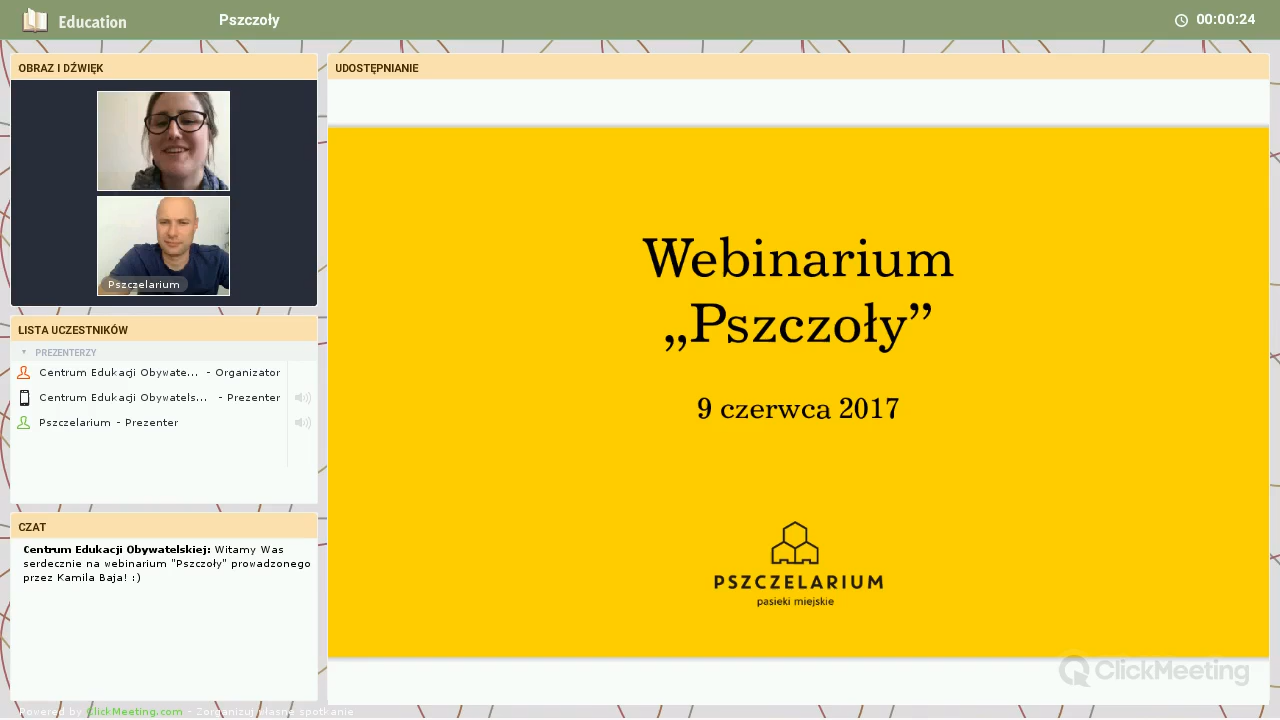 Education
Pszczoły
00:00:24
OBRAZ I DŹWIĘK
Pszczelarium
LISTA UCZESTNIKÓW
PREZENTERZY
Centrum Edukacji Obywate... - Organizator
Centrum Edukacji Obywatels... - Prezenter
Pszczelarium - Prezenter
CZAT
Centrum Edukacji Obywatelskiej: Witamy Was
serdecznie na webinarium "Pszczoły" prowadzonego
przez Kamila Baja! :)
UDOSTĘPNIANIE
Webinarium
„Pszczoły”
9 czerwca 2017
PSZCZELARIUM
pasieki miejskie
ClickMeeting
Powered by ClickMeeting.com - Zorganizuj własne spotkanie